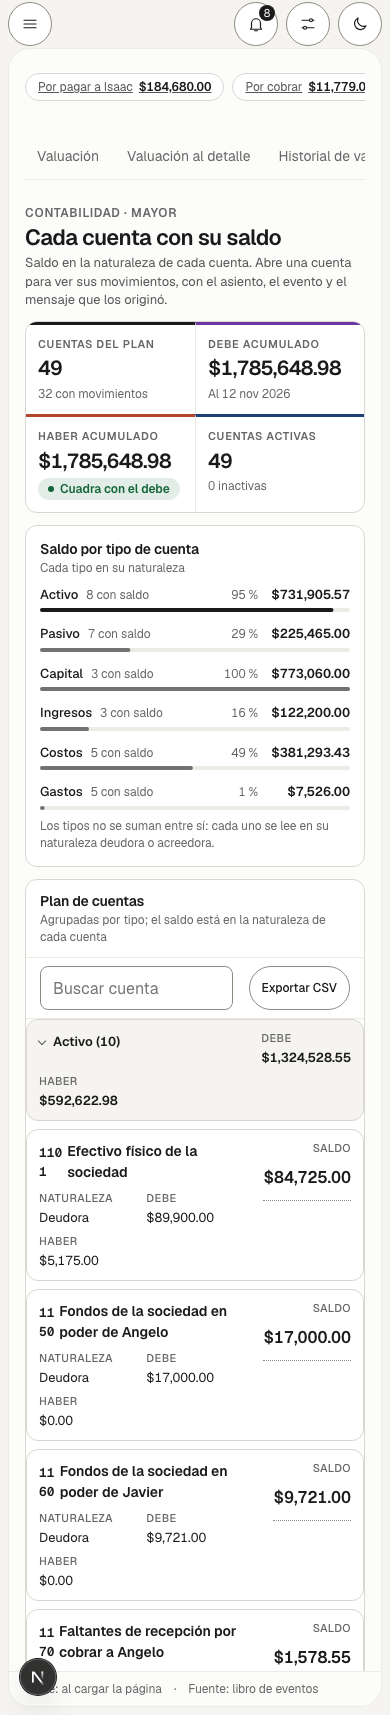 8
Por pagar a Isaac $184,680.00 Por cobrar $11,779.0
Valuación Valuación al detalle Historial de va
CONTABILIDAD · MAYOR
Cada cuenta con su saldo
Saldo en la naturaleza de cada cuenta. Abre una cuenta
para ver sus movimientos, con el asiento, el evento y el
mensaje que los originó.
CUENTAS DEL PLAN
49
32 con movimientos
DEBE ACUMULADO
$1,785,648.98
Al 12 nov 2026
HABER ACUMULADO
$1,785,648.98
Cuadra con el debe
CUENTAS ACTIVAS
49
0 inactivas
Saldo por tipo de cuenta
Cada tipo en su naturaleza
Activo 8 con saldo 95 % $731,905.57
Pasivo 7 con saldo 29 % $225,465.00
Capital 3 con saldo 100 % $773,060.00
Ingresos 3 con saldo 16 % $122,200.00
Costos 5 con saldo 49 % $381,293.43
Gastos 5 con saldo 1 % $7,526.00
Los tipos no se suman entre sí: cada uno se lee en su
naturaleza deudora o acreedora.
Plan de cuentas
Agrupadas por tipo; el saldo está en la naturaleza de
cada cuenta
Buscar cuenta Exportar CSV
Activo (10)
DEBE
$1,324,528.55
HABER
$592,622.98
110 Efectivo físico de la
1 sociedad
SALDO
$84,725.00
NATURALEZA DEBE
Deudora $89,900.00
HABER
$5,175.00
11 Fondos de la sociedad en
50 poder de Angelo
SALDO
$17,000.00
NATURALEZA DEBE
Deudora $17,000.00
HABER
$0.00
11 Fondos de la sociedad en
60 poder de Javier
SALDO
$9,721.00
NATURALEZA DEBE
Deudora $9,721.00
HABER
$0.00
11 Faltantes de recepción por
70 cobrar a Angelo
SALDO
$1,578.55
N
: al cargar la página · Fuente: libro de eventos